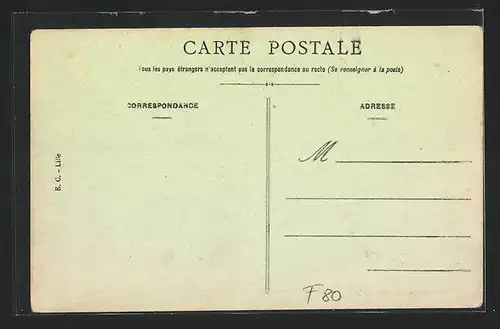 CARTE POSTALE
Tous les pays étrangers n'acceptent pas la correspondance au recto (Se renseigner à la poste)
CORRESPONDANCE
ADRESSE
M
E. C. - Lille
F 80